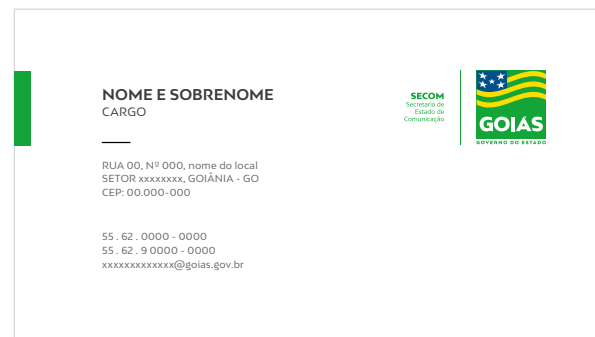 NOME E SOBRENOME
CARGO
RUA 00, Nº 000, nome do local
SETOR xxxxxxxx, GOIÂNIA - GO
CEP: 00.000-000
55 . 62 . 0000 - 0000
55 . 62 . 9 0000 - 0000
xxxxxxxxxxxxx@goias.gov.br
SECOM
Secretaria de
Estado de
Comunicação
GOIÁS
GOVERNO DO ESTADO